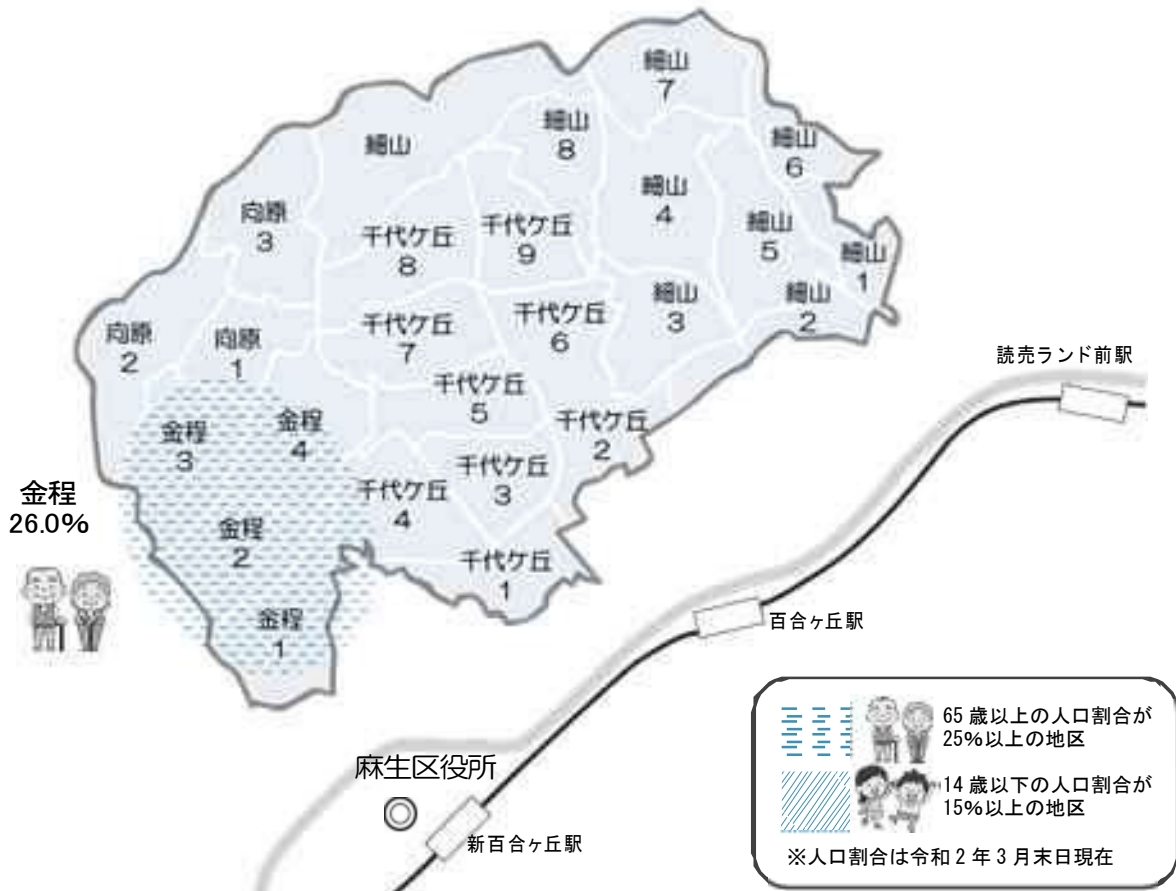 細山
7
細山
8
細山
6
細山
細山
4
向原
3
千代ケ丘
9
細山
5
千代ケ丘
8
細山
1
細山
3
細山
2
千代ケ丘
6
千代ケ丘
7
向原
2
向原
1
読売ランド前駅
千代ケ丘
5
千代ケ丘
2
金程
4
金程
3
千代ケ丘
3
千代ケ丘
4
金程
26.0%
金程
2
千代ケ丘
1
金程
1
百合ヶ丘駅
麻生区役所
新百合ヶ丘駅
65歳以上の人口割合が
25%以上の地区
14歳以下の人口割合が
15%以上の地区
※人口割合は令和2年3月末日現在